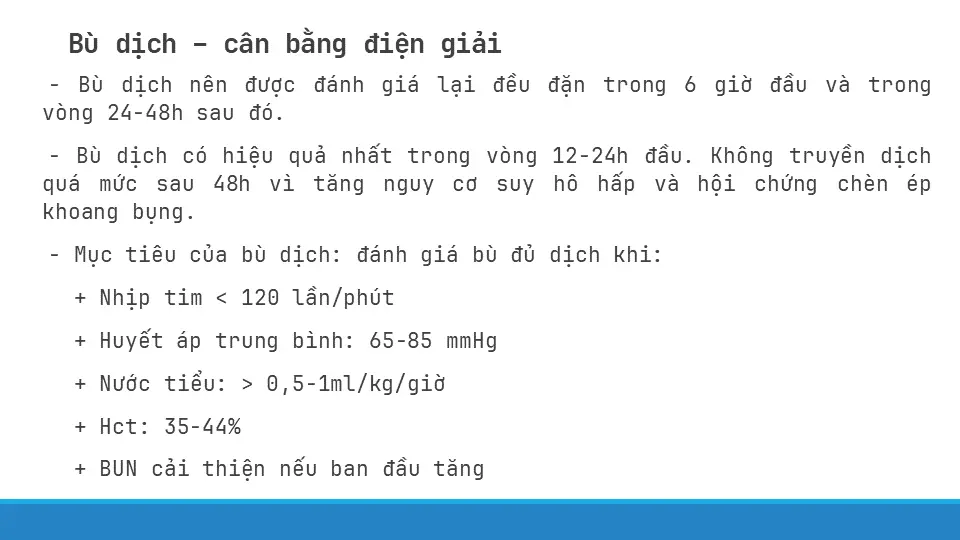 Bù dịch – cân bằng điện giải
- Bù dịch nên được đánh giá lại đều đặn trong 6 giờ đầu và trong
vòng 24-48h sau đó.
- Bù dịch có hiệu quả nhất trong vòng 12-24h đầu. Không truyền dịch
quá mức sau 48h vì tăng nguy cơ suy hô hấp và hội chứng chèn ép
khoang bụng.
- Mục tiêu của bù dịch: đánh giá bù đủ dịch khi:
+ Nhịp tim < 120 lần/phút
+ Huyết áp trung bình: 65-85 mmHg
+ Nước tiểu: > 0,5-1ml/kg/giờ
+ Hct: 35-44%
+ BUN cải thiện nếu ban đầu tăng